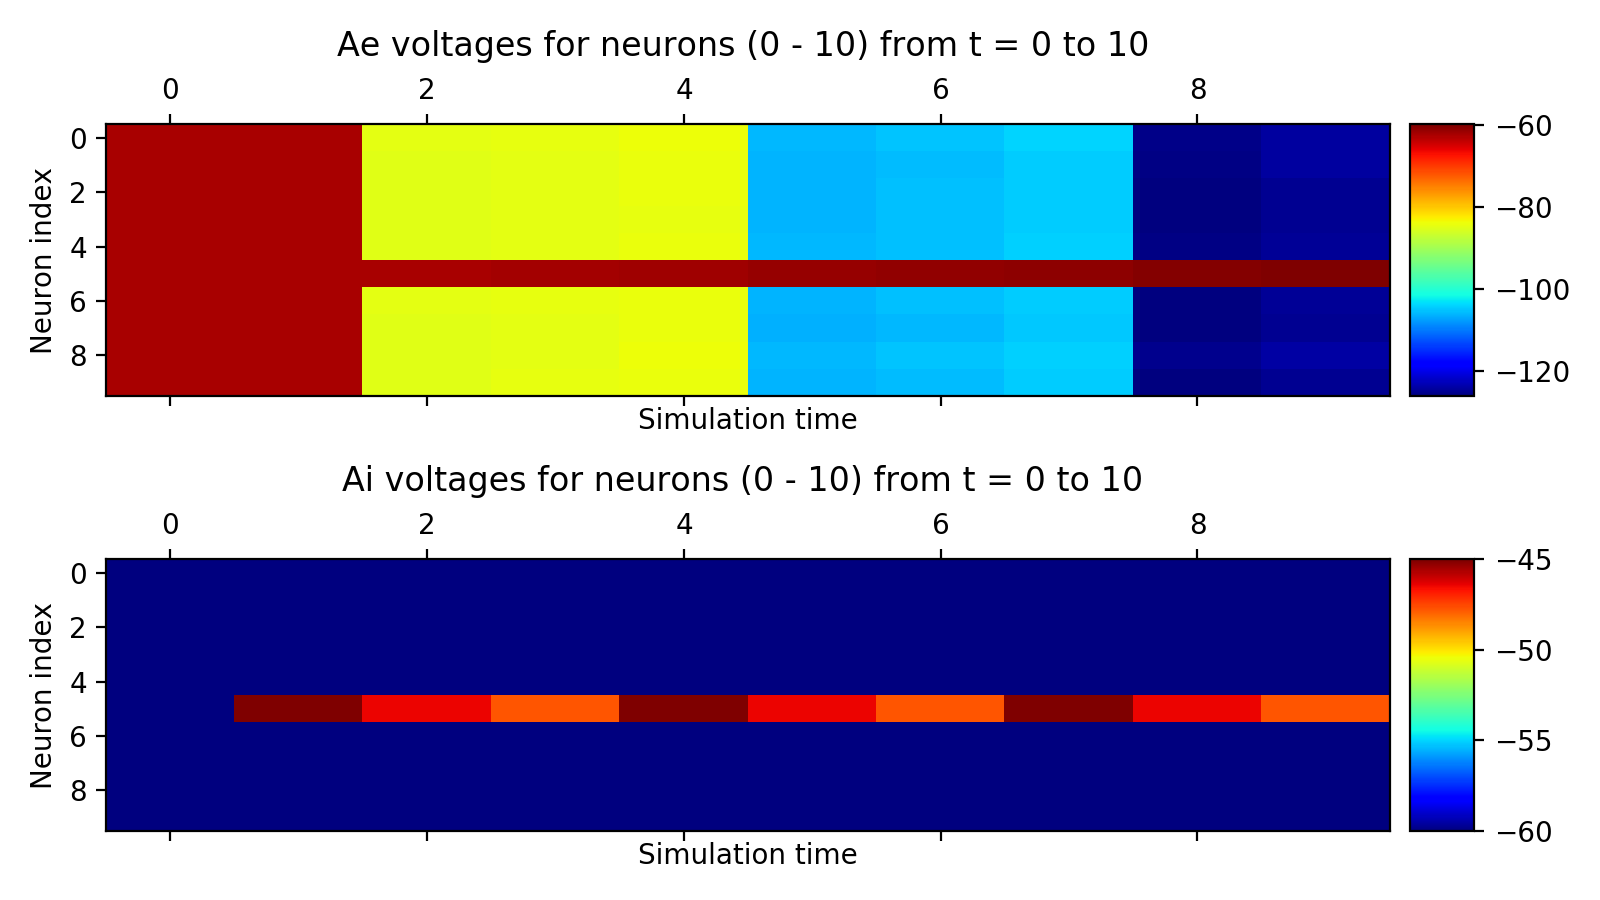 Ae voltages for neurons (0 - 10) from t = 0 to 10
0 2 4 6 8
Neuron index
0
2
4
6
8
−60
−80
−100
−120
Simulation time
Ai voltages for neurons (0 - 10) from t = 0 to 10
0 2 4 6 8
Neuron index
0
2
4
6
8
−45
−50
−55
−60
Simulation time